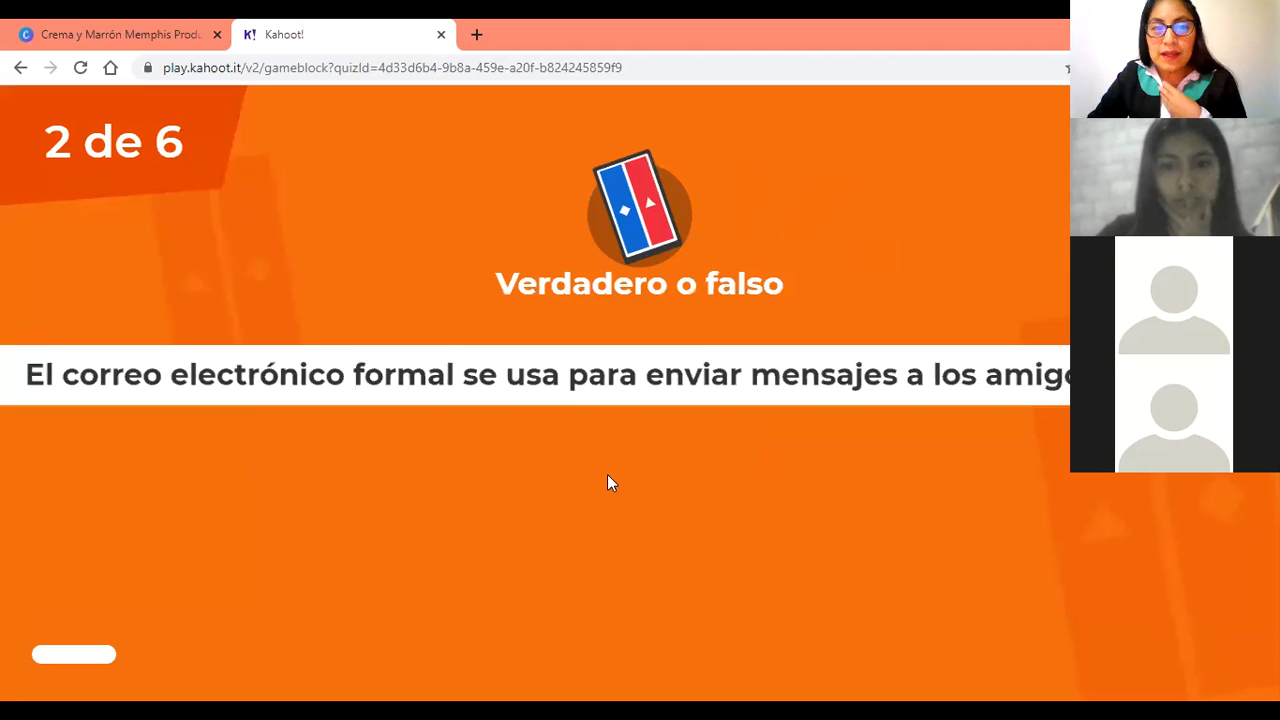 Crema y Marrón Memphis Prod
K! Kahoot!
play.kahoot.it/v2/gameblock?quizId=4d33d6b4-9b8a-459e-a20f-b824245859f9
2 de 6
Verdadero o falso
El correo electrónico formal se usa para enviar mensajes a los